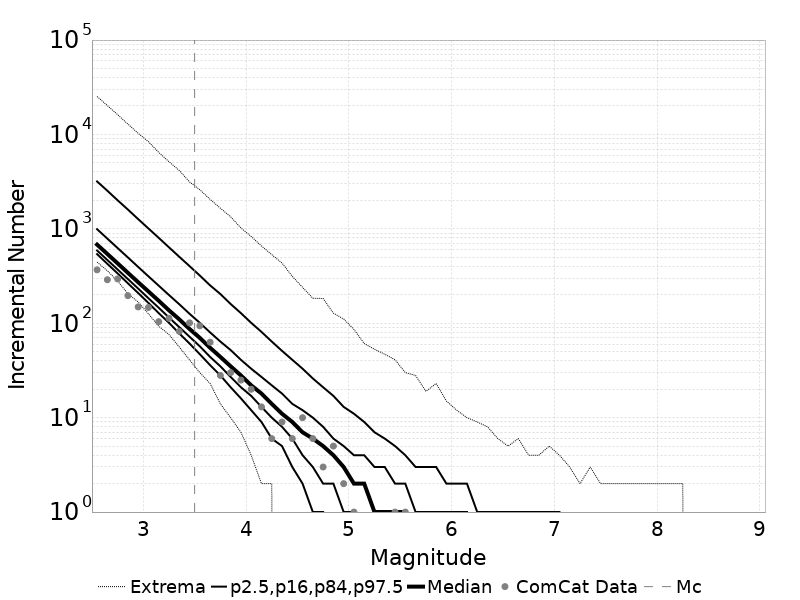 10^5
10^4
10^3
10^2
10^1
10^0
Incremental Number
3 4 5 6 7 8 9
Magnitude
Extrema p2.5,p16,p84,p97.5 Median ComCat Data Mc